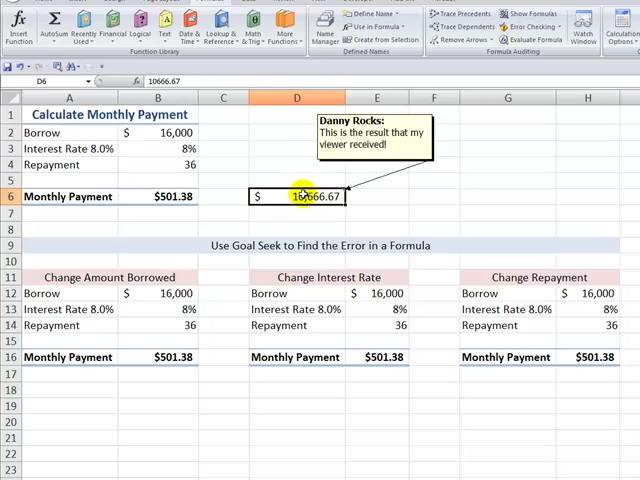 Formulas
Insert Function
AutoSum
Recently Used
Financial
Logical
Text
Date & Time
Lookup & Reference
Math & Trig
More Functions
Function Library
Name Manager
Define Name
Use in Formula
Create from Selection
Defined Names
Trace Precedents
Trace Dependents
Remove Arrows
Show Formulas
Error Checking
Evaluate Formula
Formula Auditing
Watch Window
Calculation Options
D6
fx
10666.67
A B C D E F G H
1 Calculate Monthly Payment
2 Borrow $ 16,000
3 Interest Rate 8.0% 8%
4 Repayment 36
5
6 Monthly Payment $501.38 $ 10,666.67
Danny Rocks:
This is the result that my
viewer received!
7
8
9 Use Goal Seek to Find the Error in a Formula
10
11 Change Amount Borrowed Change Interest Rate Change Repayment
12 Borrow $ 16,000 Borrow $ 16,000 Borrow $ 16,000
13 Interest Rate 8.0% 8% Interest Rate 8.0% 8% Interest Rate 8.0% 8%
14 Repayment 36 Repayment 36 Repayment 36
15
16 Monthly Payment $501.38 Monthly Payment $501.38 Monthly Payment $501.38
17
18
19
20
21
22
23